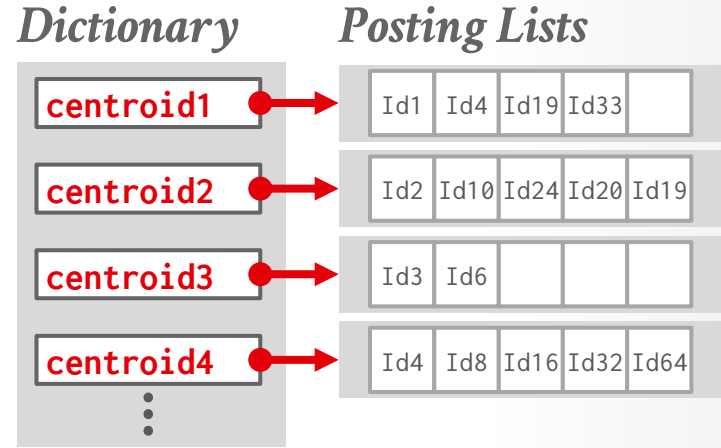 Dictionary Posting Lists
centroid1 Id1 Id4 Id19 Id33
centroid2 Id2 Id10 Id24 Id20 Id19
centroid3 Id3 Id6
centroid4 Id4 Id8 Id16 Id32 Id64